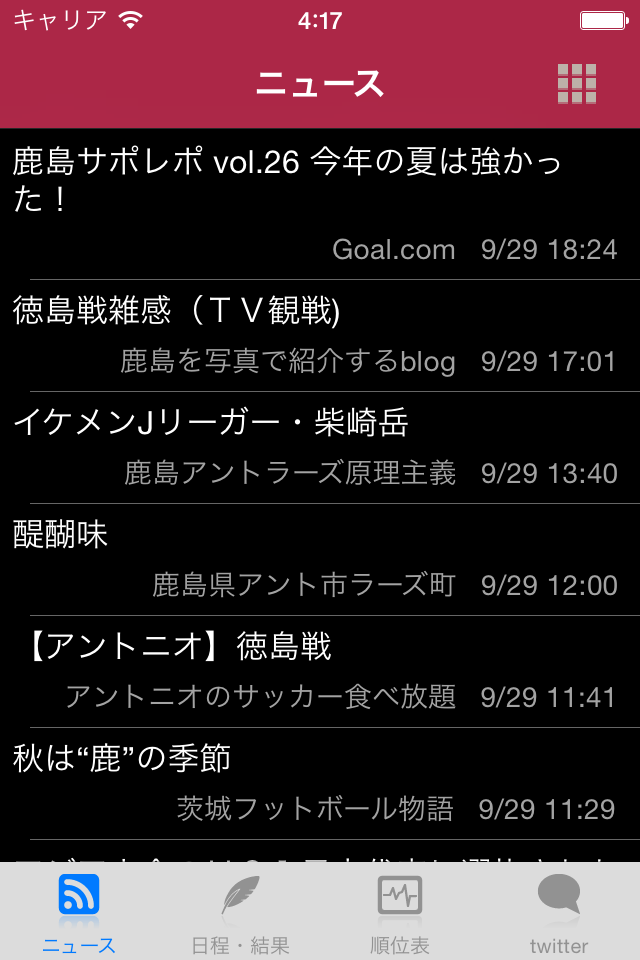 キャリア 4:17
ニュース
鹿島サポレポ vol.26 今年の夏は強かっ
た！
Goal.com 9/29 18:24
徳島戦雑感（ＴＶ観戦)
鹿島を写真で紹介するblog 9/29 17:01
イケメンJリーガー・柴崎岳
鹿島アントラーズ原理主義 9/29 13:40
醍醐味
鹿島県アント市ラーズ町 9/29 12:00
【アントニオ】徳島戦
アントニオのサッカー食べ放題 9/29 11:41
秋は“鹿”の季節
茨城フットボール物語 9/29 11:29
ニュース 日程・結果 順位表 twitter